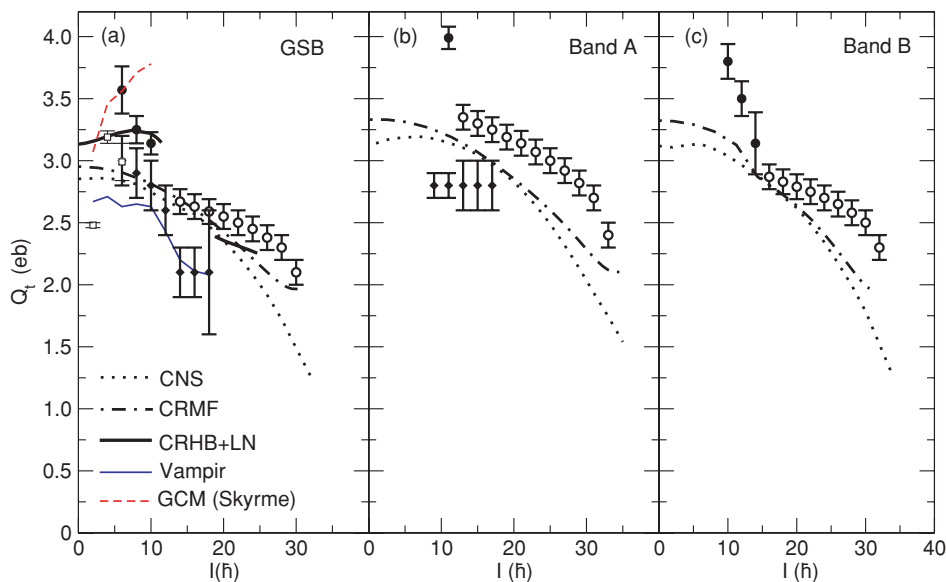 (a)
GSB
(b)
Band A
(c)
Band B
4.0
3.5
3.0
2.5
2.0
1.5
1
0.5
0
Qt (eb)
CNS
CRMF
CRHB+LN
Vampir
GCM (Skyrme)
0 10 20 30 0 10 20 30 0 10 20 30 40
I(ħ) I (ħ) I (ħ)